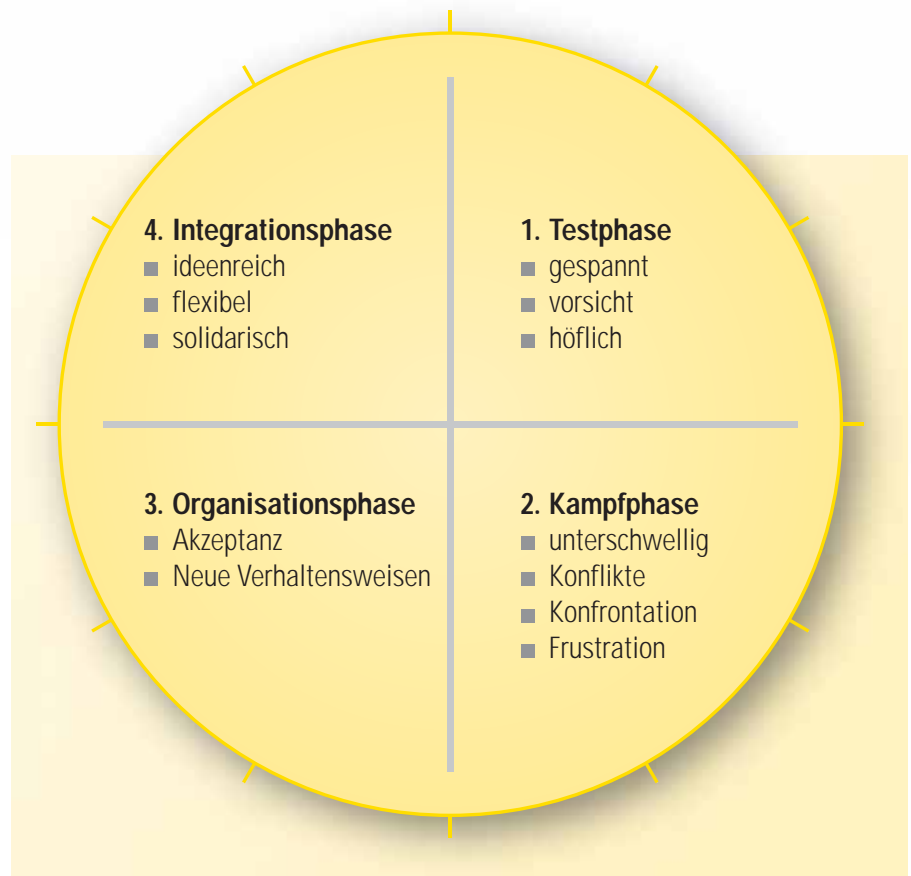 4. Integrationsphase
■ ideenreich
■ flexibel
■ solidarisch
1. Testphase
■ gespannt
■ vorsicht
■ höflich
3. Organisationsphase
■ Akzeptanz
■ Neue Verhaltensweisen
2. Kampfphase
■ unterschwellig
■ Konflikte
■ Konfrontation
■ Frustration